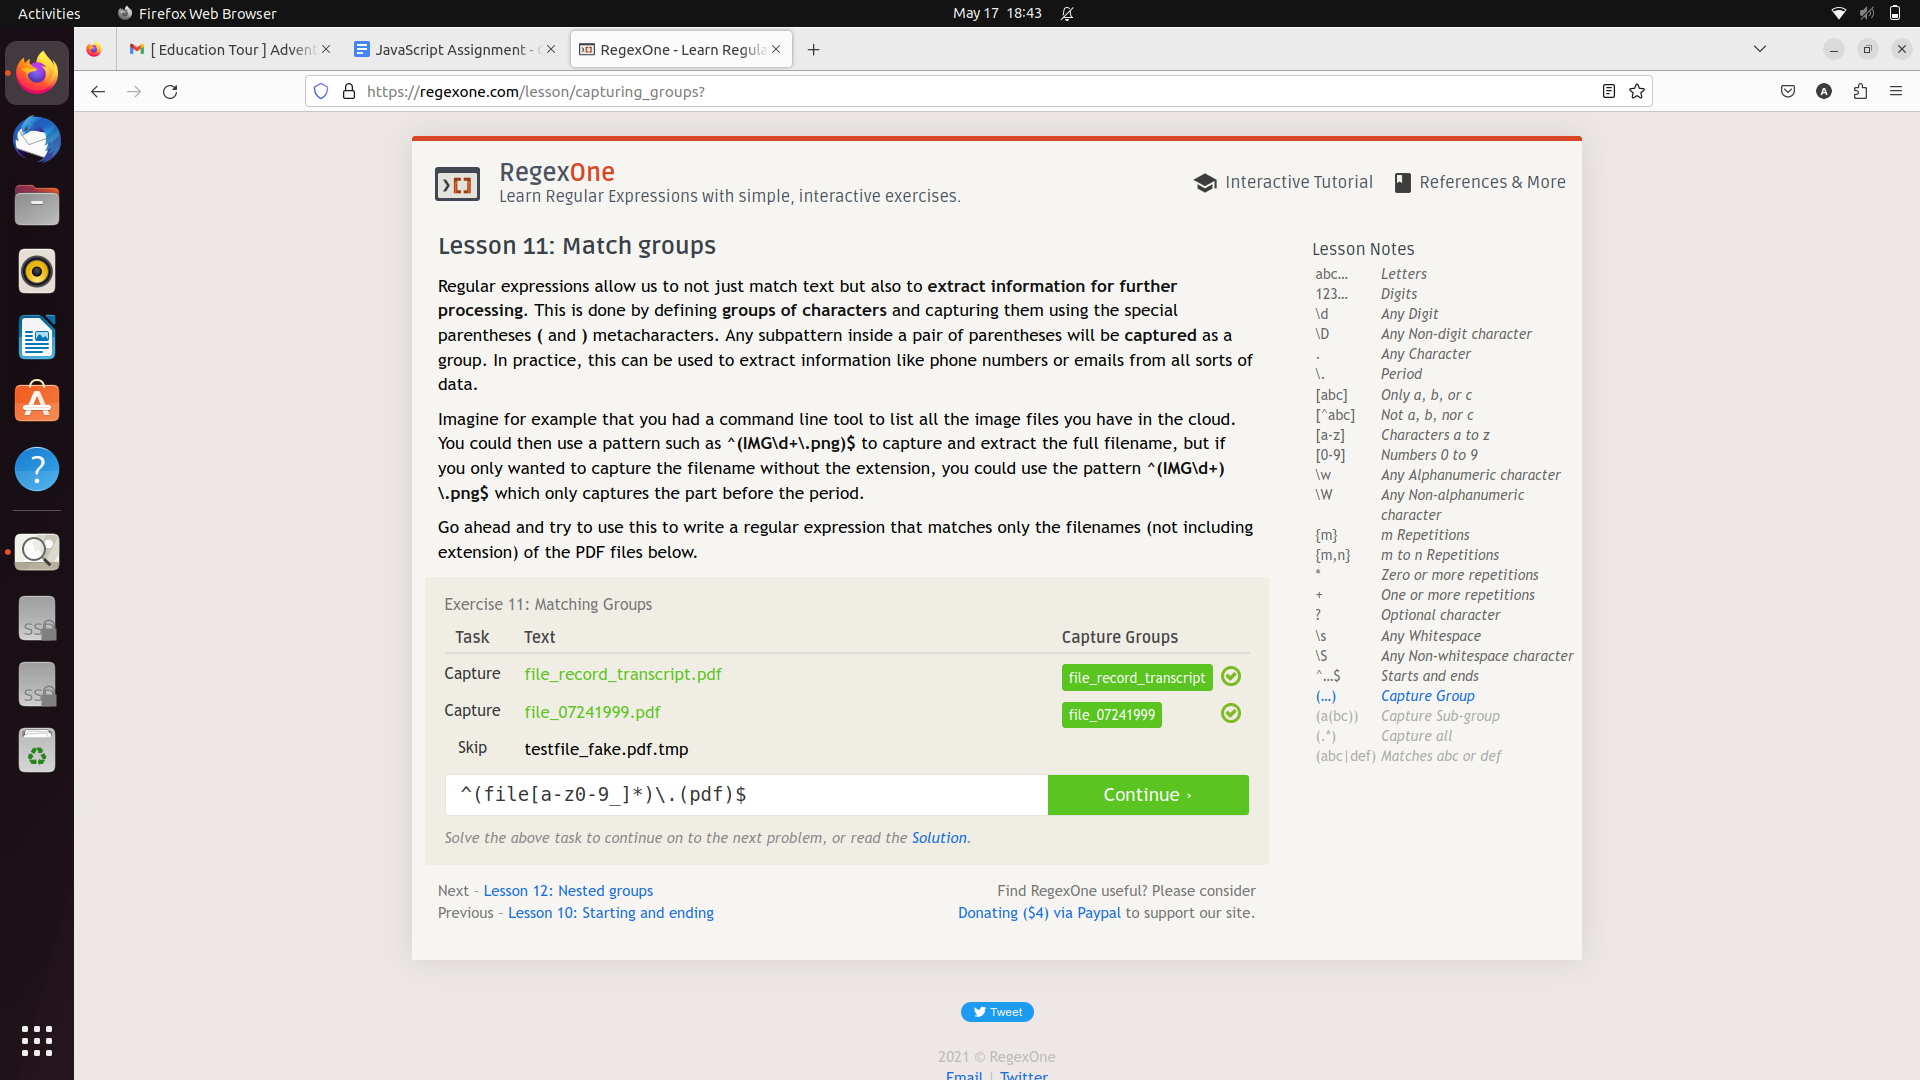 Activities
Firefox Web Browser
May 17 18:43
[ Education Tour ] Advent
JavaScript Assignment -
RegexOne - Learn Regula
https://regexone.com/lesson/capturing_groups?
A
RegexOne
Learn Regular Expressions with simple, interactive exercises.
Interactive Tutorial
References & More
Lesson 11: Match groups
Regular expressions allow us to not just match text but also to extract information for further
processing. This is done by defining groups of characters and capturing them using the special
parentheses ( and ) metacharacters. Any subpattern inside a pair of parentheses will be captured as a
group. In practice, this can be used to extract information like phone numbers or emails from all sorts of
data.
Imagine for example that you had a command line tool to list all the image files you have in the cloud.
You could then use a pattern such as ^(IMG\d+\.png)$ to capture and extract the full filename, but if
you only wanted to capture the filename without the extension, you could use the pattern ^(IMG\d+)
\.png$ which only captures the part before the period.
Go ahead and try to use this to write a regular expression that matches only the filenames (not including
extension) of the PDF files below.
Exercise 11: Matching Groups
Task Text Capture Groups
Capture file_record_transcript.pdf file_record_transcript
Capture file_07241999.pdf file_07241999
Skip testfile_fake.pdf.tmp
^(file[a-z0-9_]*)\.(pdf)$
Continue ›
Solve the above task to continue on to the next problem, or read the Solution.
Next – Lesson 12: Nested groups
Previous – Lesson 10: Starting and ending
Find RegexOne useful? Please consider
Donating ($4) via Paypal to support our site.
Lesson Notes
abc… Letters
123… Digits
\d Any Digit
\D Any Non-digit character
. Any Character
\. Period
[abc] Only a, b, or c
[^abc] Not a, b, nor c
[a-z] Characters a to z
[0-9] Numbers 0 to 9
\w Any Alphanumeric character
\W Any Non-alphanumeric
character
{m} m Repetitions
{m,n} m to n Repetitions
* Zero or more repetitions
+ One or more repetitions
? Optional character
\s Any Whitespace
\S Any Non-whitespace character
^…$ Starts and ends
(…) Capture Group
(a(bc)) Capture Sub-group
(.*) Capture all
(abc|def) Matches abc or def
Tweet
2021 © RegexOne
Email | Twitter
SSD
SSD